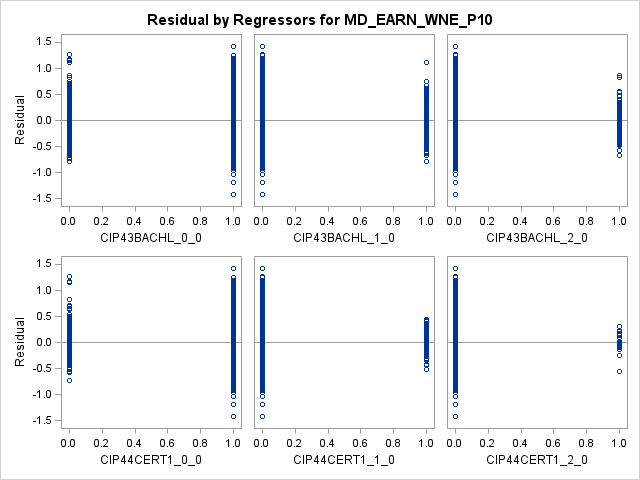 Residual by Regressors for MD_EARN_WNE_P10
1.5
1.0
0.5
0.0
-0.5
-1.0
-1.5
Residual
0.0 0.2 0.4 0.6 0.8 1.0
0.0 0.2 0.4 0.6 0.8 1.0
0.0 0.2 0.4 0.6 0.8 1.0
CIP43BACHL_0_0
CIP43BACHL_1_0
CIP43BACHL_2_0
1.5
1.0
0.5
0.0
-0.5
-1.0
-1.5
Residual
0.0 0.2 0.4 0.6 0.8 1.0
0.0 0.2 0.4 0.6 0.8 1.0
0.0 0.2 0.4 0.6 0.8 1.0
CIP44CERT1_0_0
CIP44CERT1_1_0
CIP44CERT1_2_0